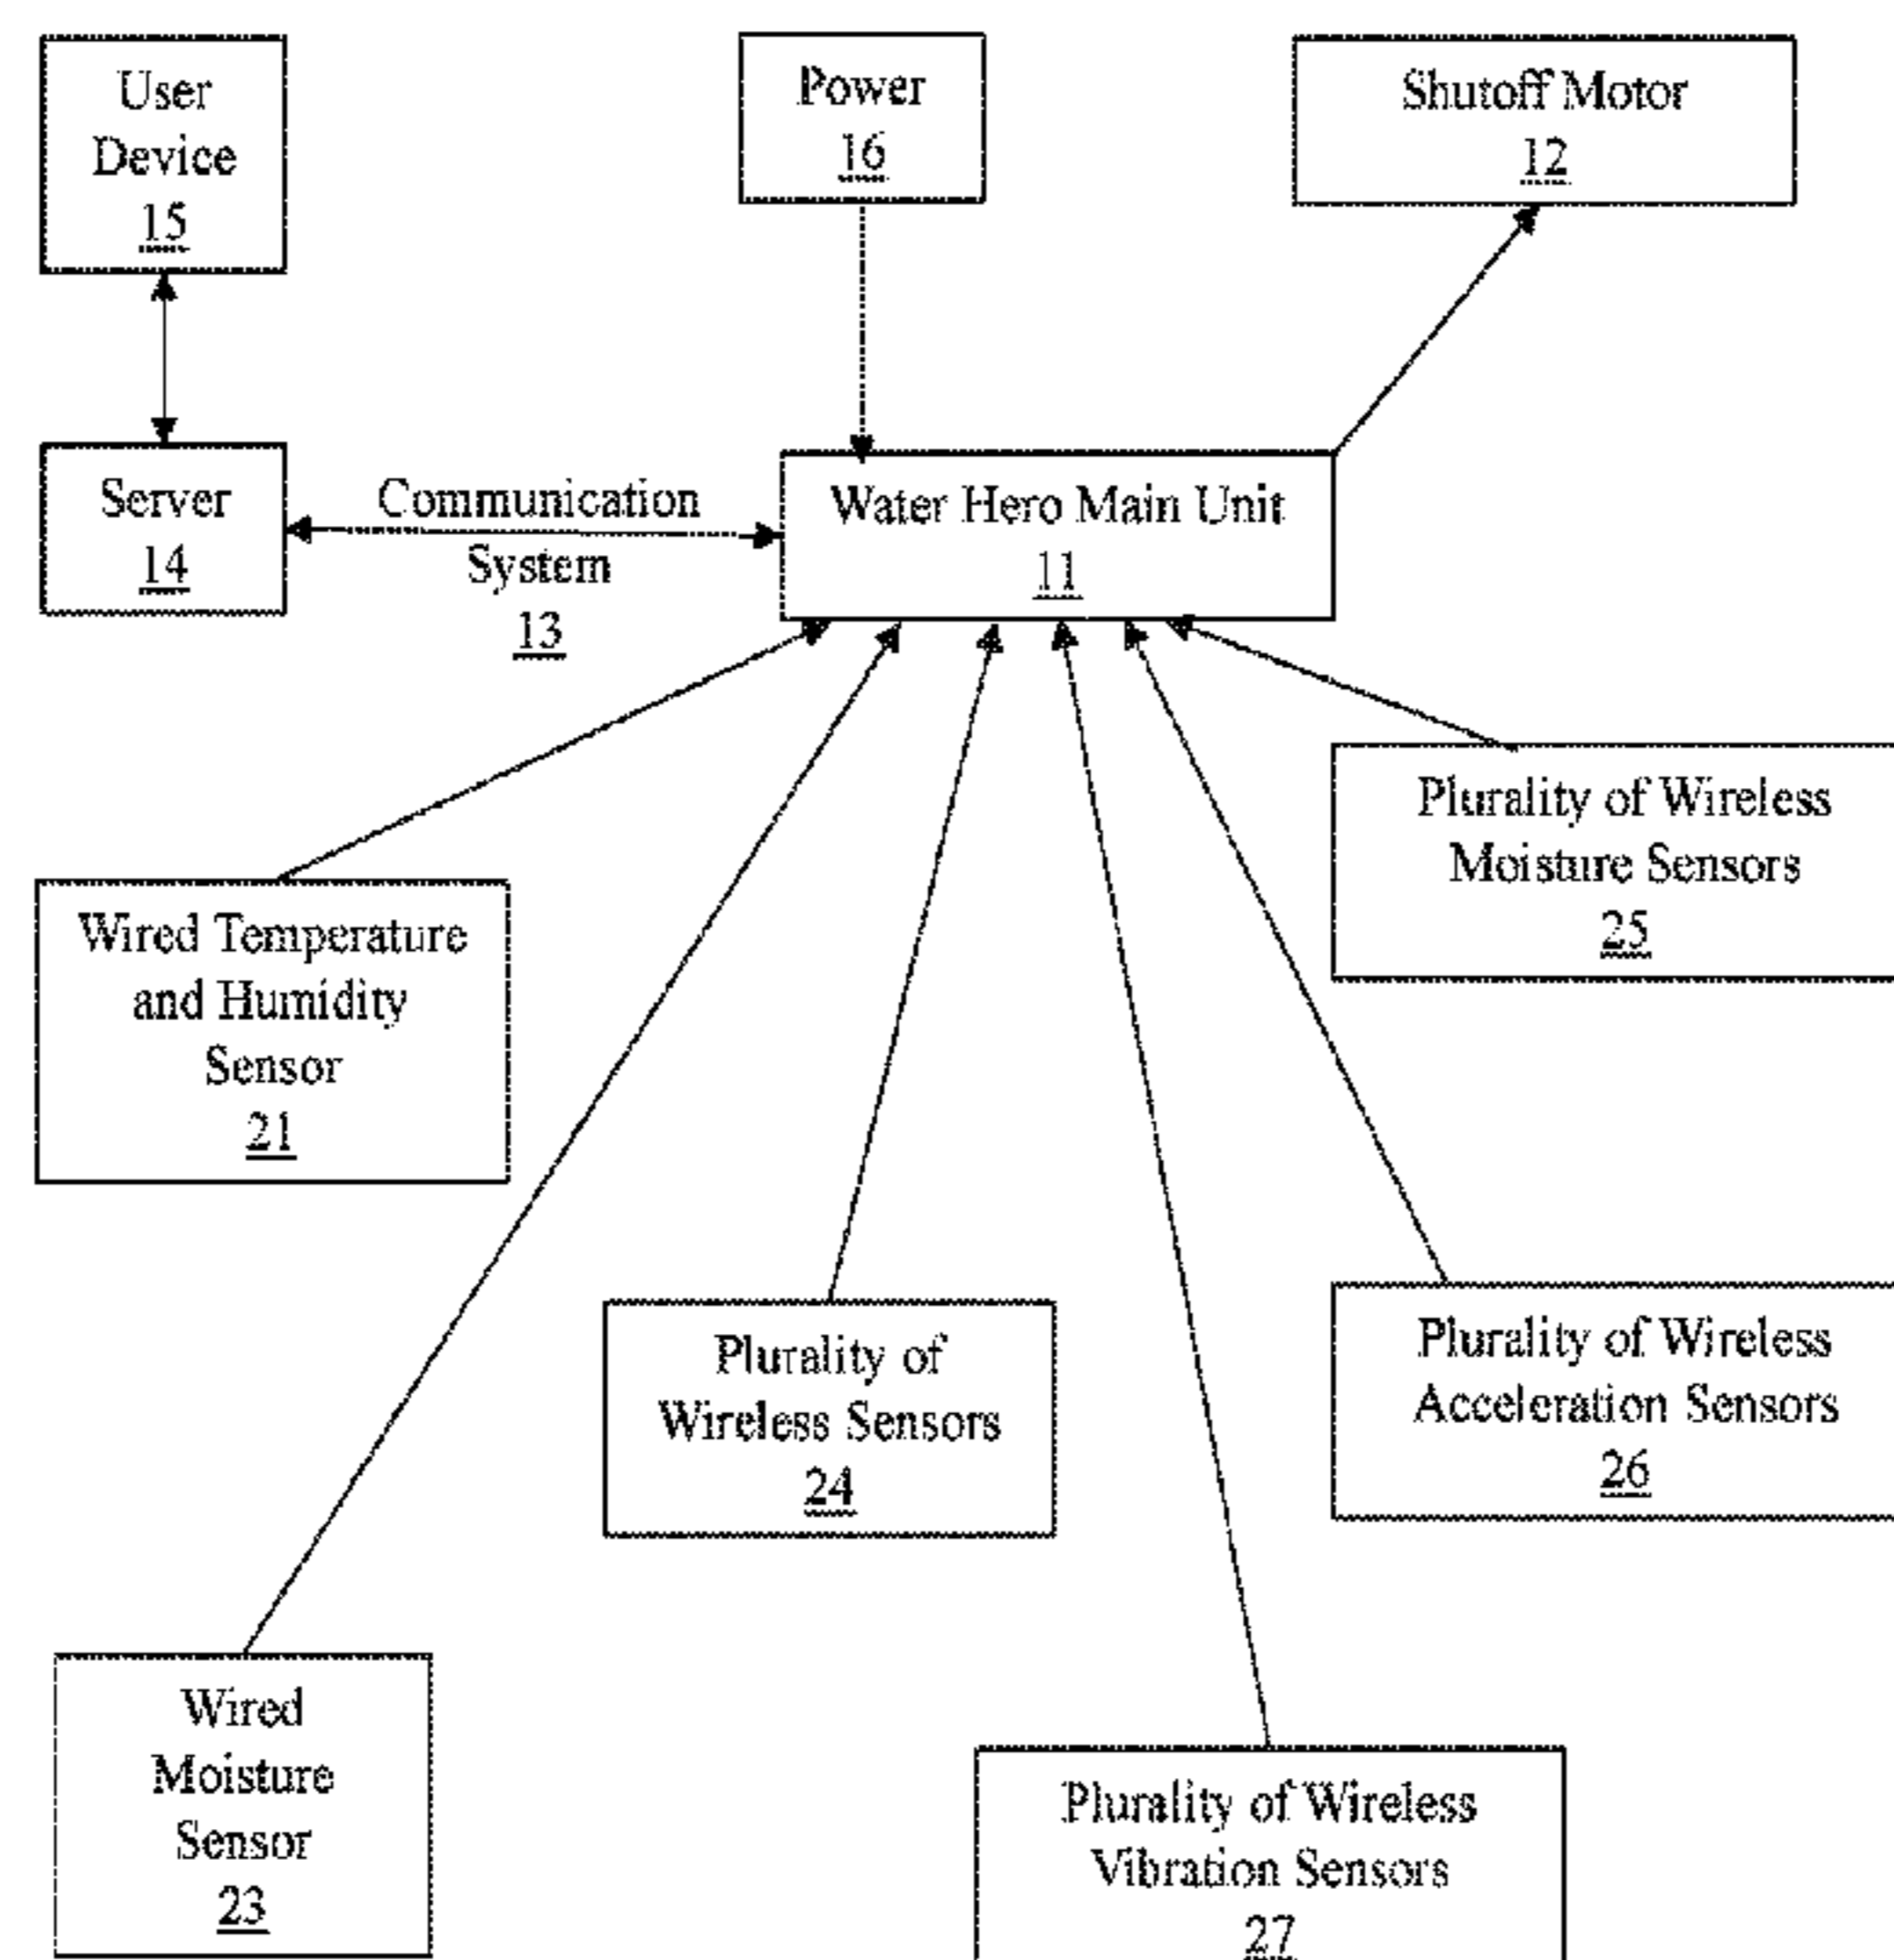 User
Device
15
Power
16
Shutoff Motor
12
Server
14
Communication
System
13
Water Hero Main Unit
11
Plurality of Wireless
Moisture Sensors
25
Wired Temperature
and Humidity
Sensor
21
Plurality of
Wireless Sensors
24
Plurality of Wireless
Acceleration Sensors
26
Wired
Moisture
Sensor
23
Plurality of Wireless
Vibration Sensors
27